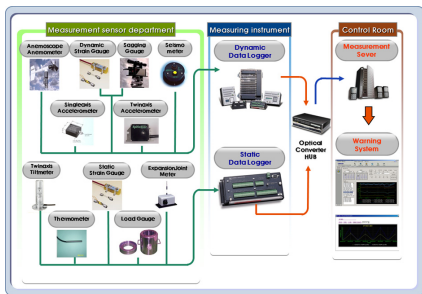 Measurement sensor department
Measuring instrument
Control Room
Anemoscope
Anemometer
Dynamic
Strain Gauge
Sagging
Gauge
Seismo
meter
Singleaxis
Accelerometer
Twinaxis
Accelrometer
Twinaxis
Tiltmeter
Static
Strain Gauge
ExpansionJoint
Meter
Thermometer
Load Gauge
Dynamic
Data Logger
Static
Data Logger
Optical
Converter
HUB
Measurement
Sever
Warning
System